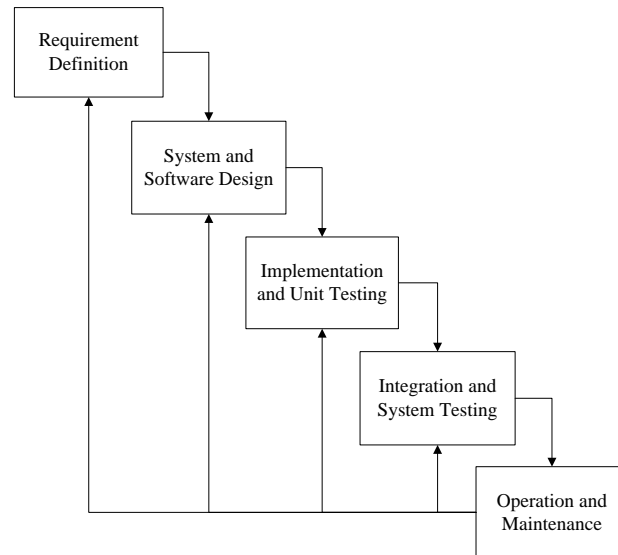 Requirement
Definition
System and
Software Design
Implementation
and Unit Testing
Integration and
System Testing
Operation and
Maintenance